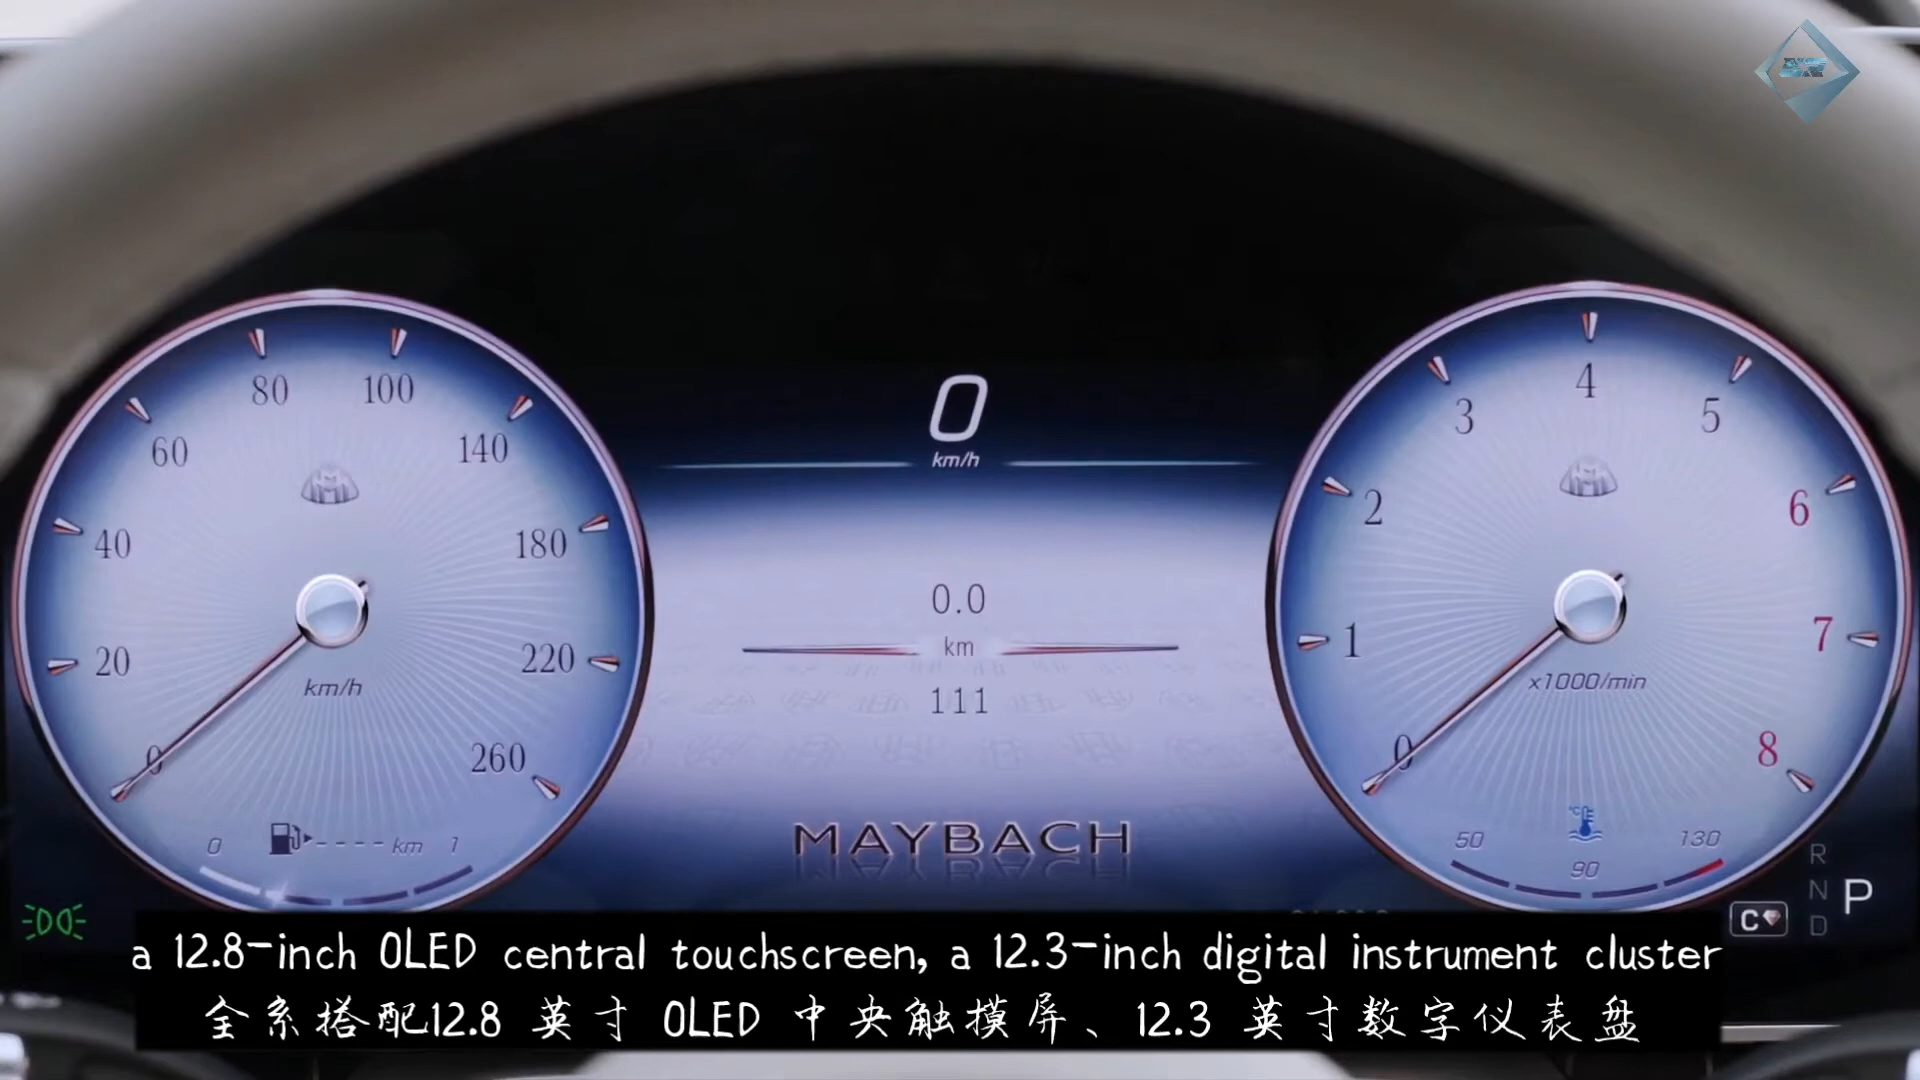 0
km/h
80
100
60
140
40
180
20
220
km/h
0
260
0
km
1
0.0
km
111
MAYBACH
4
3
5
2
6
1
7
x1000/min
0
8
°C
50
90
130
R
N
D
P
C
a 12.8-inch OLED central touchscreen, a 12.3-inch digital instrument cluster
全系搭配12.8 英寸 OLED 中央触摸屏、12.3 英寸数字仪表盘